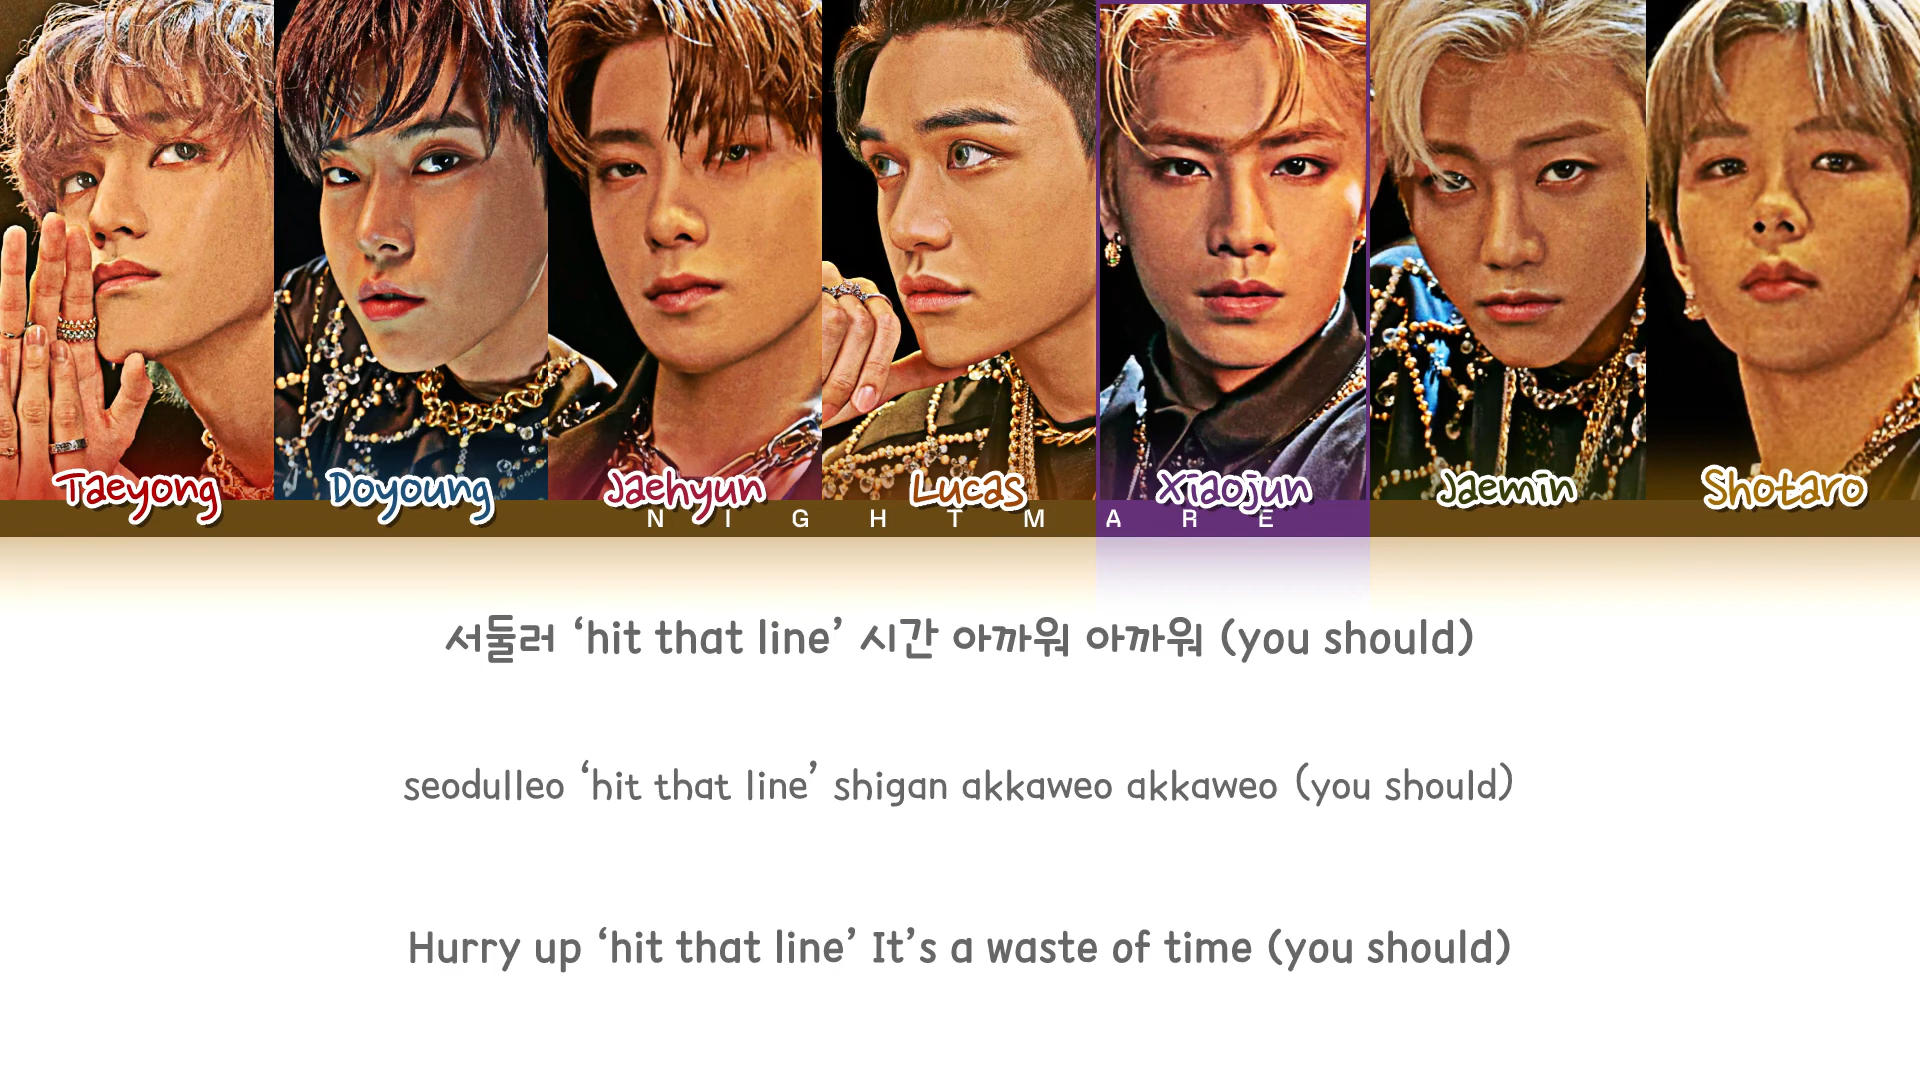 Taeyong Doyoung Jaehyun Lucas Xiaojun Jaemin Shotaro
NIGHTMARE
서둘러 ‘hit that line’ 시간 아까워 아까워 (you should)
seodulleo ‘hit that line’ shigan akkaweo akkaweo (you should)
Hurry up ‘hit that line’ It’s a waste of time (you should)